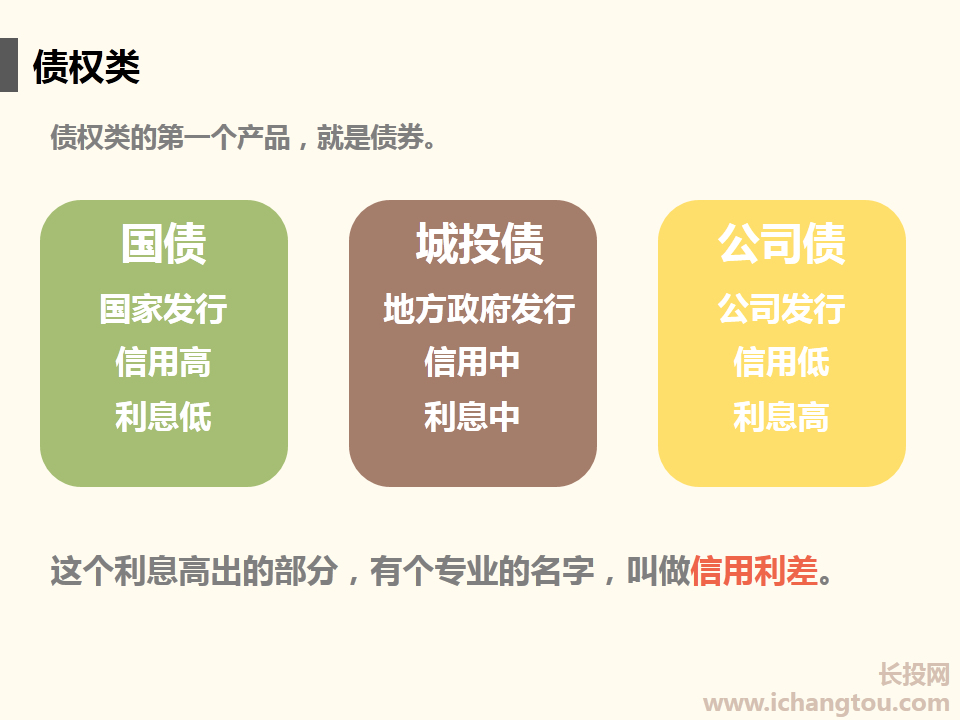 债权类
债权类的第一个产品，就是债券。
国债
国家发行
信用高
利息低
城投债
地方政府发行
信用中
利息中
公司债
公司发行
信用低
利息高
这个利息高出的部分，有个专业的名字，叫做信用利差。
长投网
www.ichangtou.com